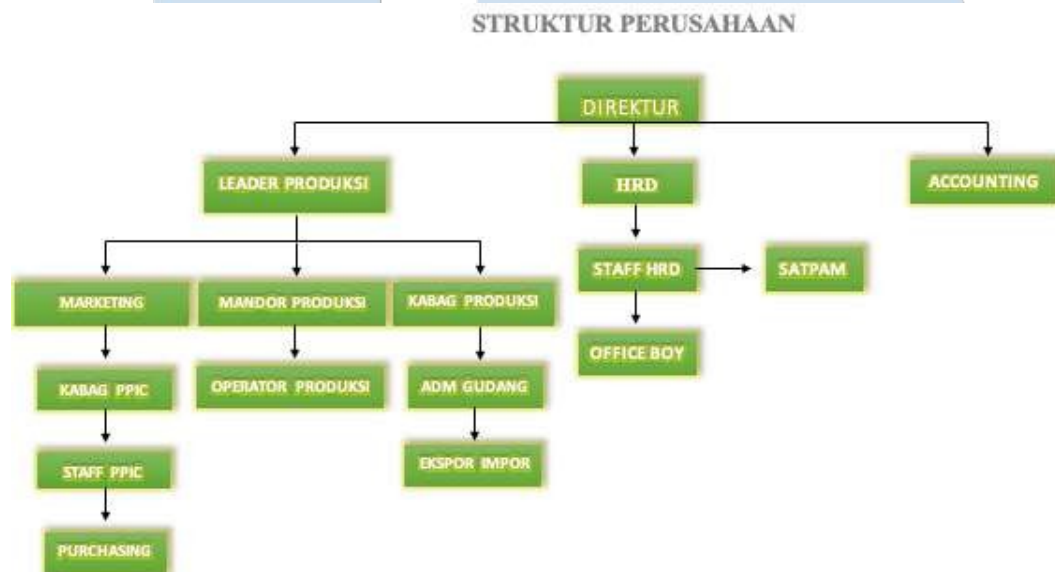 STRUKTUR PERUSAHAAN
DIREKTUR
LEADER PRODUKSI
HRD
ACCOUNTING
STAFF HRD
SATPAM
MARKETING
MANDOR PRODUKSI
KABAG PRODUKSI
OFFICE BOY
KABAG PPIC
OPERATOR PRODUKSI
ADM GUDANG
STAFF PPIC
EKSPOR IMPOR
PURCHASING